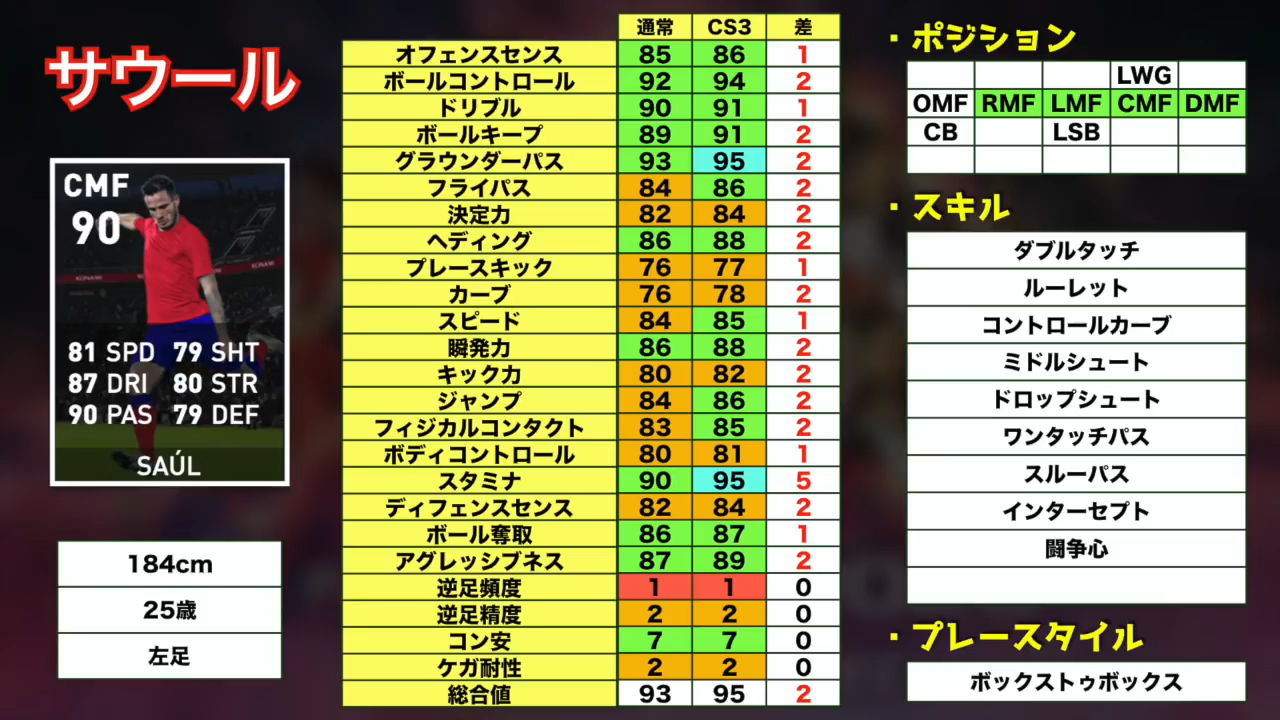 サウール
CMF
90
81 SPD 79 SHT
87 DRI 80 STR
90 PAS 79 DEF
SAÚL
KONAMI
KONAMI
184cm
25歳
左足
通常 CS3 差
オフェンスセンス 85 86 1
ボールコントロール 92 94 2
ドリブル 90 91 1
ボールキープ 89 91 2
グラウンダーパス 93 95 2
フライパス 84 86 2
決定力 82 84 2
ヘディング 86 88 2
プレースキック 76 77 1
カーブ 76 78 2
スピード 84 85 1
瞬発力 86 88 2
キック力 80 82 2
ジャンプ 84 86 2
フィジカルコンタクト 83 85 2
ボディコントロール 80 81 1
スタミナ 90 95 5
ディフェンスセンス 82 84 2
ボール奪取 86 87 1
アグレッシブネス 87 89 2
逆足頻度 1 1 0
逆足精度 2 2 0
コン安 7 7 0
ケガ耐性 2 2 0
総合値 93 95 2
・ポジション
LWG
OMF RMF LMF CMF DMF
CB LSB
・スキル
ダブルタッチ
ルーレット
コントロールカーブ
ミドルシュート
ドロップシュート
ワンタッチパス
スルーパス
インターセプト
闘争心
・プレースタイル
ボックストゥボックス